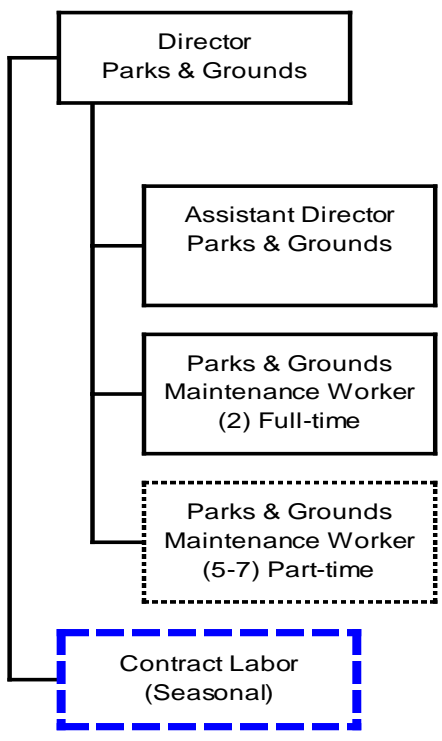 Director
Parks & Grounds
Assistant Director
Parks & Grounds
Parks & Grounds
Maintenance Worker
(2) Full-time
Parks & Grounds
Maintenance Worker
(5-7) Part-time
Contract Labor
(Seasonal)